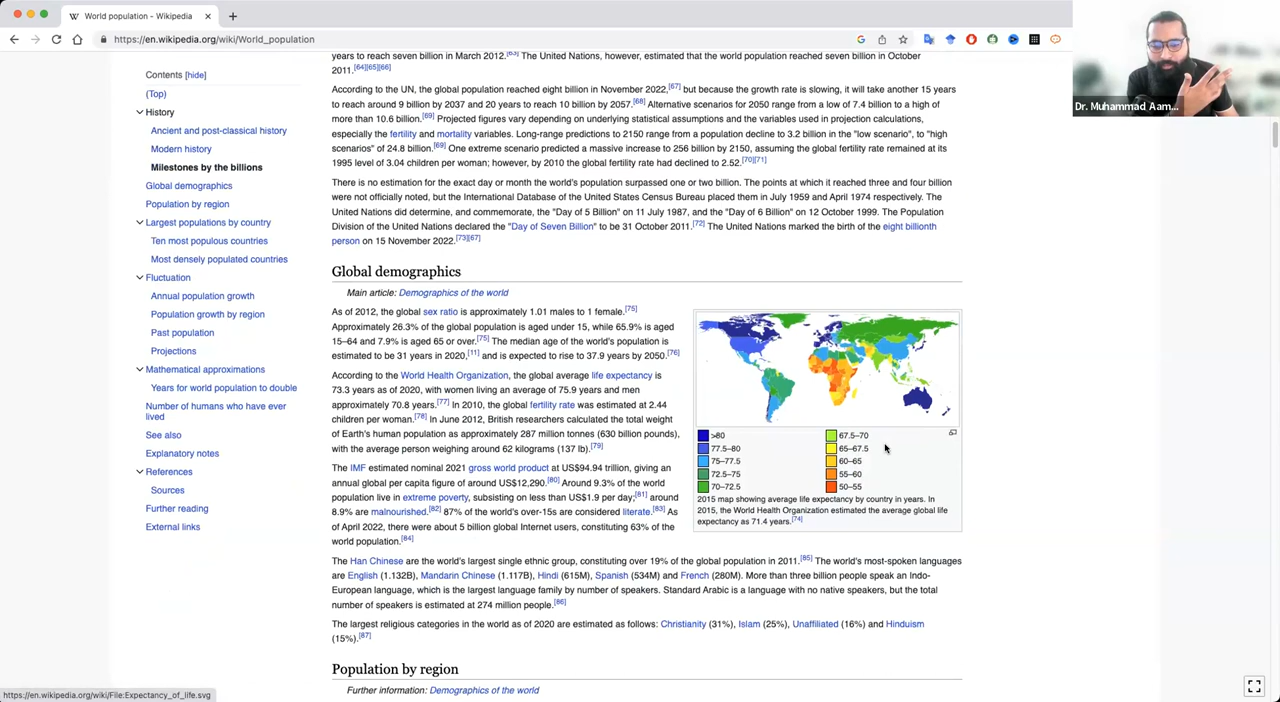 World population - Wikipedia
https://en.wikipedia.org/wiki/World_population
Dr. Muhammad Aam...
Contents [hide]
(Top)
History
Ancient and post-classical history
Modern history
Milestones by the billions
Global demographics
Population by region
Largest populations by country
Ten most populous countries
Most densely populated countries
Fluctuation
Annual population growth
Population growth by region
Past population
Projections
Mathematical approximations
Years for world population to double
Number of humans who have ever
lived
See also
Explanatory notes
References
Sources
Further reading
External links
years to reach seven billion in March 2012.[63] The United Nations, however, estimated that the world population reached seven billion in October
2011.[64][65][66]
According to the UN, the global population reached eight billion in November 2022,[67] but because the growth rate is slowing, it will take another 15 years
to reach around 9 billion by 2037 and 20 years to reach 10 billion by 2057.[68] Alternative scenarios for 2050 range from a low of 7.4 billion to a high of
more than 10.6 billion.[69] Projected figures vary depending on underlying statistical assumptions and the variables used in projection calculations,
especially the fertility and mortality variables. Long-range predictions to 2150 range from a population decline to 3.2 billion in the "low scenario", to "high
scenarios" of 24.8 billion.[69] One extreme scenario predicted a massive increase to 256 billion by 2150, assuming the global fertility rate remained at its
1995 level of 3.04 children per woman; however, by 2010 the global fertility rate had declined to 2.52.[70][71]
There is no estimation for the exact day or month the world's population surpassed one or two billion. The points at which it reached three and four billion
were not officially noted, but the International Database of the United States Census Bureau placed them in July 1959 and April 1974 respectively. The
United Nations did determine, and commemorate, the "Day of 5 Billion" on 11 July 1987, and the "Day of 6 Billion" on 12 October 1999. The Population
Division of the United Nations declared the "Day of Seven Billion" to be 31 October 2011.[72] The United Nations marked the birth of the eight billionth
person on 15 November 2022.[73][67]
Global demographics
Main article: Demographics of the world
As of 2012, the global sex ratio is approximately 1.01 males to 1 female.[75]
Approximately 26.3% of the global population is aged under 15, while 65.9% is aged
15–64 and 7.9% is aged 65 or over.[75] The median age of the world's population is
estimated to be 31 years in 2020,[11] and is expected to rise to 37.9 years by 2050.[76]
According to the World Health Organization, the global average life expectancy is
73.3 years as of 2020, with women living an average of 75.9 years and men
approximately 70.8 years.[77] In 2010, the global fertility rate was estimated at 2.44
children per woman.[78] In June 2012, British researchers calculated the total weight
of Earth's human population as approximately 287 million tonnes (630 billion pounds),
with the average person weighing around 62 kilograms (137 lb).[79]
The IMF estimated nominal 2021 gross world product at US$94.94 trillion, giving an
annual global per capita figure of around US$12,290.[80] Around 9.3% of the world
population live in extreme poverty, subsisting on less than US$1.9 per day;[81] around
8.9% are malnourished.[82] 87% of the world's over-15s are considered literate.[83] As
of April 2022, there were about 5 billion global Internet users, constituting 63% of the
world population.[84]
>80
77.5–80
75–77.5
72.5–75
70–72.5
67.5–70
65–67.5
60–65
55–60
50–55
2015 map showing average life expectancy by country in years. In
2015, the World Health Organization estimated the average global life
expectancy as 71.4 years.[74]
The Han Chinese are the world's largest single ethnic group, constituting over 19% of the global population in 2011.[85] The world's most-spoken languages
are English (1.132B), Mandarin Chinese (1.117B), Hindi (615M), Spanish (534M) and French (280M). More than three billion people speak an Indo-
European language, which is the largest language family by number of speakers. Standard Arabic is a language with no native speakers, but the total
number of speakers is estimated at 274 million people.[86]
The largest religious categories in the world as of 2020 are estimated as follows: Christianity (31%), Islam (25%), Unaffiliated (16%) and Hinduism
(15%).[87]
Population by region
Further information: Demographics of the world
https://en.wikipedia.org/wiki/File:Expectancy_of_life.svg